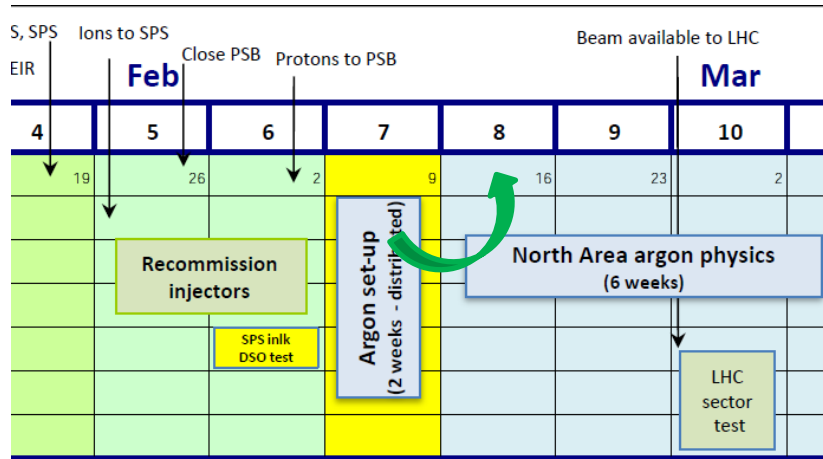 S, SPS
Ions to SPS
EIR
Close PSB
Protons to PSB
Beam available to LHC
Feb
Mar
4 5 6 7 8 9 10
19 26 2 9 16 23 2
Recommission
injectors
SPS inlk
DSO test
Argon set-up
(2 weeks - distributed)
North Area argon physics
(6 weeks)
LHC
sector
test